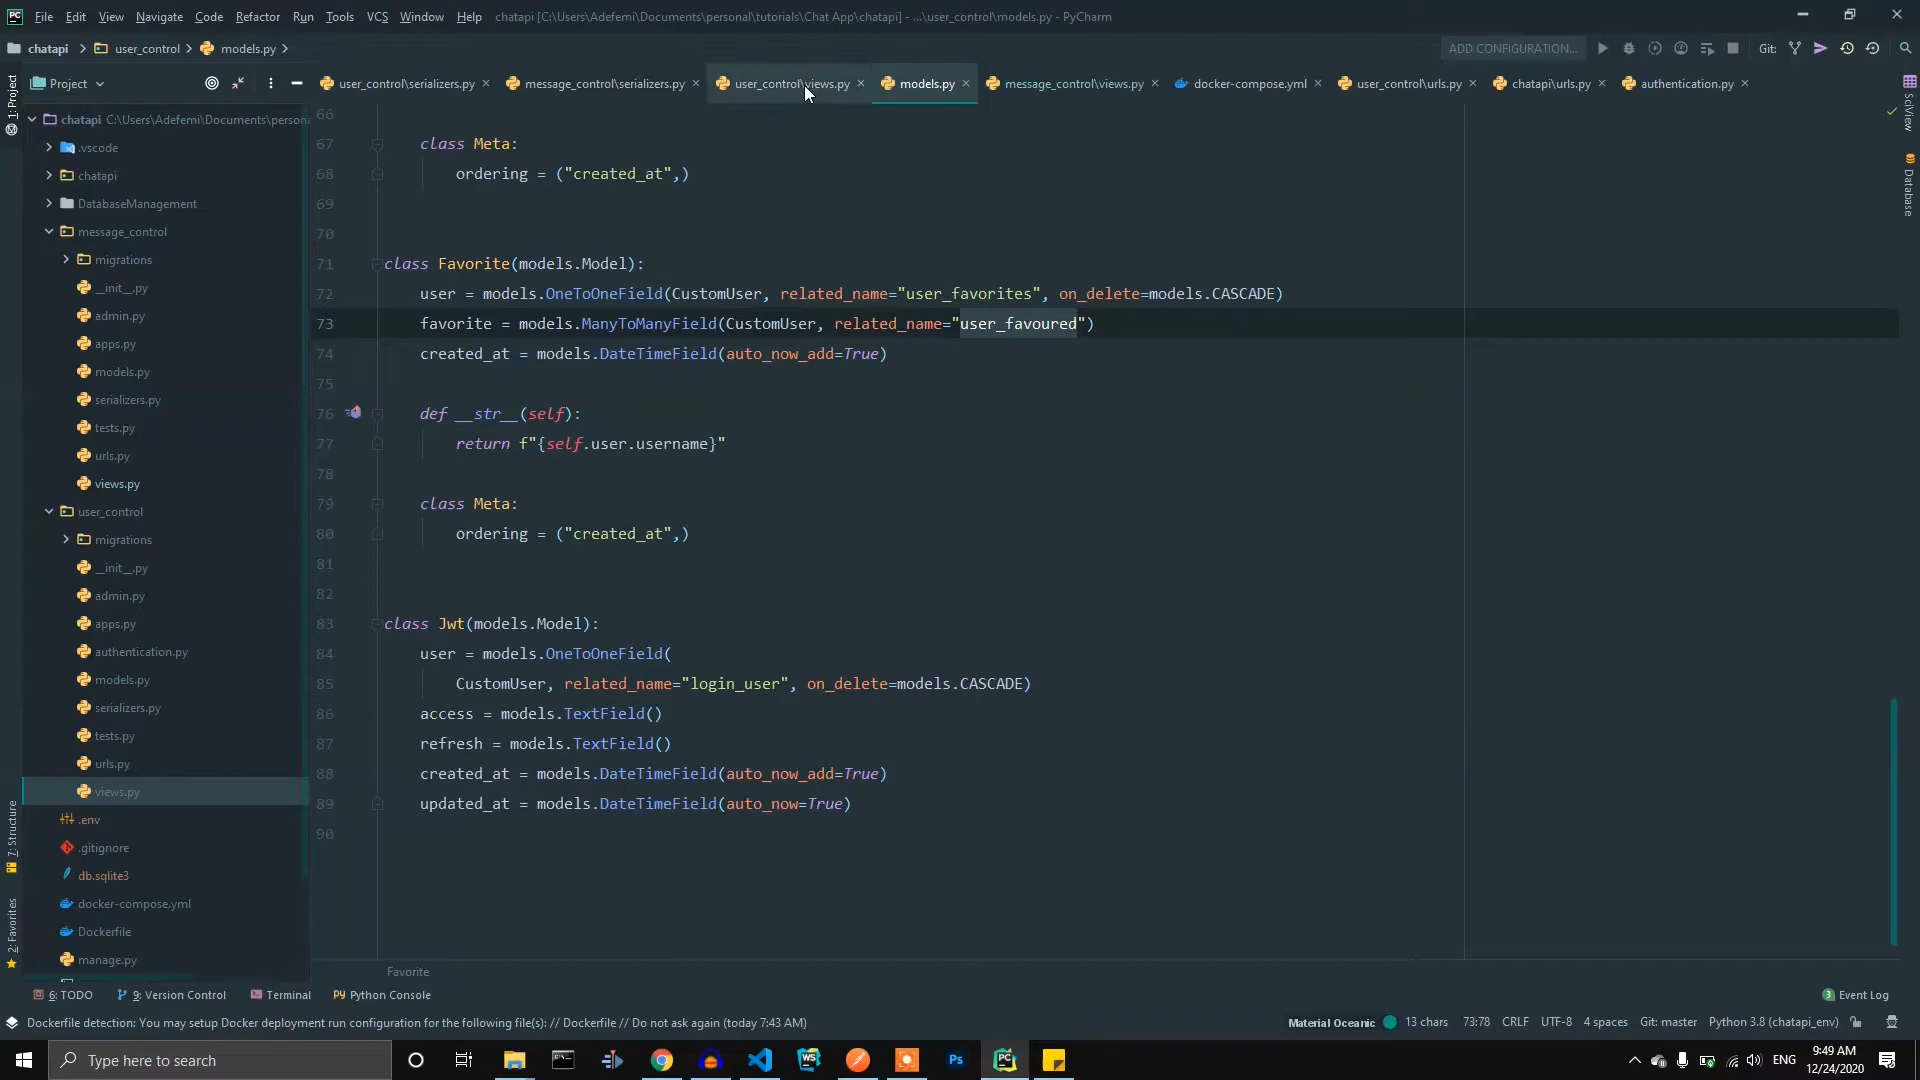 PC File Edit View Navigate Code Refactor Run Tools VCS Window Help chatapi [C:\Users\Adefemi\Documents\personal\tutorials\Chat App\chatapi] - ...\user_control\models.py - PyCharm
chatapi user_control models.py ADD CONFIGURATION... Git:
1: Project
Project user_control\serializers.py message_control\serializers.py user_control\views.py models.py message_control\views.py docker-compose.yml user_control\urls.py chatapi\urls.py authentication.py
SciView
Database
chatapi C:\Users\Adefemi\Documents\persona
.vscode
chatapi
DatabaseManagement
message_control
migrations
__init__.py
admin.py
apps.py
models.py
serializers.py
tests.py
urls.py
views.py
user_control
migrations
__init__.py
admin.py
apps.py
authentication.py
models.py
serializers.py
tests.py
urls.py
views.py
.env
.gitignore
db.sqlite3
docker-compose.yml
Dockerfile
manage.py
7: Structure
2: Favorites
66
67 class Meta:
68 ordering = ("created_at",)
69
70
71 class Favorite(models.Model):
72 user = models.OneToOneField(CustomUser, related_name="user_favorites", on_delete=models.CASCADE)
73 favorite = models.ManyToManyField(CustomUser, related_name="user_favoured")
74 created_at = models.DateTimeField(auto_now_add=True)
75
76 def __str__(self):
77 return f"{self.user.username}"
78
79 class Meta:
80 ordering = ("created_at",)
81
82
83 class Jwt(models.Model):
84 user = models.OneToOneField(
85 CustomUser, related_name="login_user", on_delete=models.CASCADE)
86 access = models.TextField()
87 refresh = models.TextField()
88 created_at = models.DateTimeField(auto_now_add=True)
89 updated_at = models.DateTimeField(auto_now=True)
90
Favorite
6: TODO 9: Version Control Terminal Python Console 3 Event Log
Dockerfile detection: You may setup Docker deployment run configuration for the following file(s): // Dockerfile // Do not ask again (today 7:43 AM) Material Oceanic 13 chars 73:78 CRLF UTF-8 4 spaces Git: master Python 3.8 (chatapi_env)
Type here to search WS Ps PC ENG 9:49 AM
12/24/2020